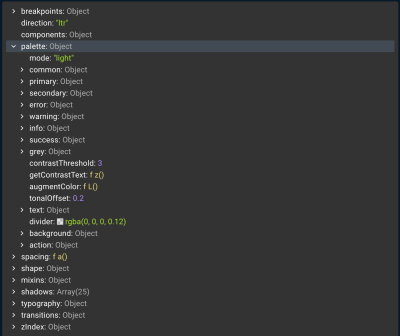 breakpoints: Object
direction: "ltr"
components: Object
palette: Object
mode: "light"
common: Object
primary: Object
secondary: Object
error: Object
warning: Object
info: Object
success: Object
grey: Object
contrastThreshold: 3
getContrastText: f z()
augmentColor: f L()
tonalOffset: 0.2
text: Object
divider: rgba(0, 0, 0, 0.12)
background: Object
action: Object
spacing: f a()
shape: Object
mixins: Object
shadows: Array(25)
typography: Object
transitions: Object
zIndex: Object